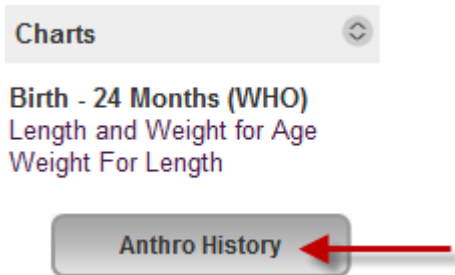 Charts
Birth - 24 Months (WHO)
Length and Weight for Age
Weight For Length
Anthro History